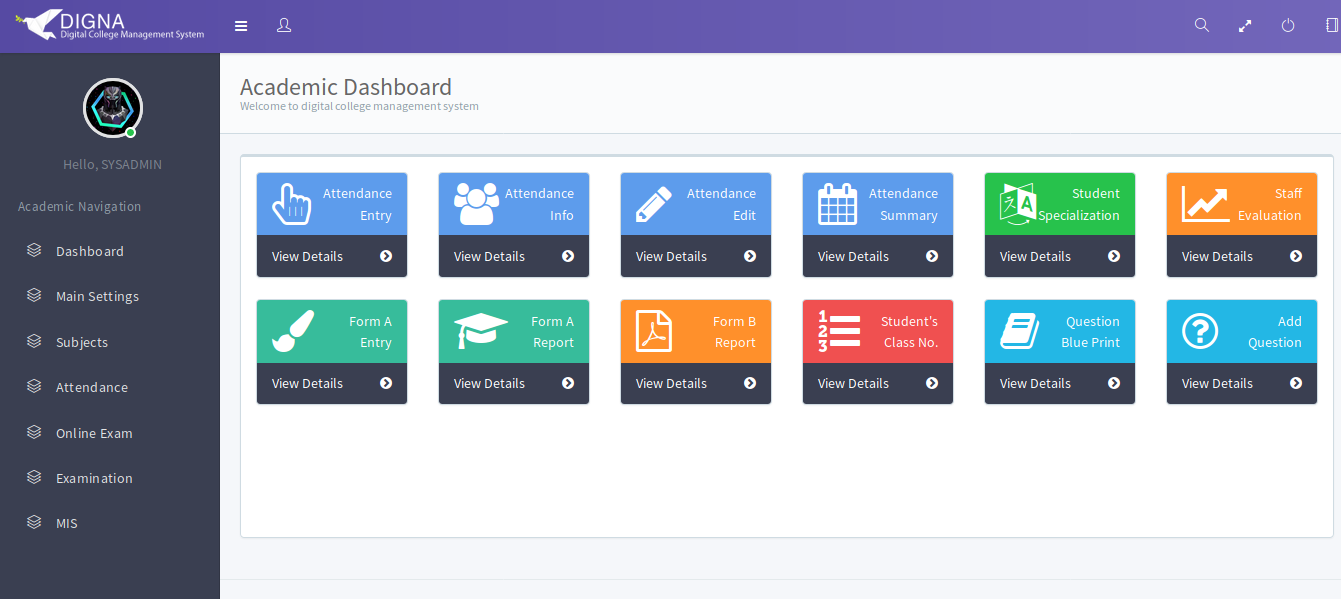 DIGNA
Digital College Management System
Hello, SYSADMIN
Academic Navigation
Dashboard
Main Settings
Subjects
Attendance
Online Exam
Examination
MIS
Academic Dashboard
Welcome to digital college management system
Attendance
Entry
View Details
Attendance
Info
View Details
Attendance
Edit
View Details
Attendance
Summary
View Details
A
Student
Specialization
View Details
Staff
Evaluation
View Details
Form A
Entry
View Details
Form A
Report
View Details
Form B
Report
View Details
1
2
3
Student's
Class No.
View Details
Question
Blue Print
View Details
?
Add
Question
View Details